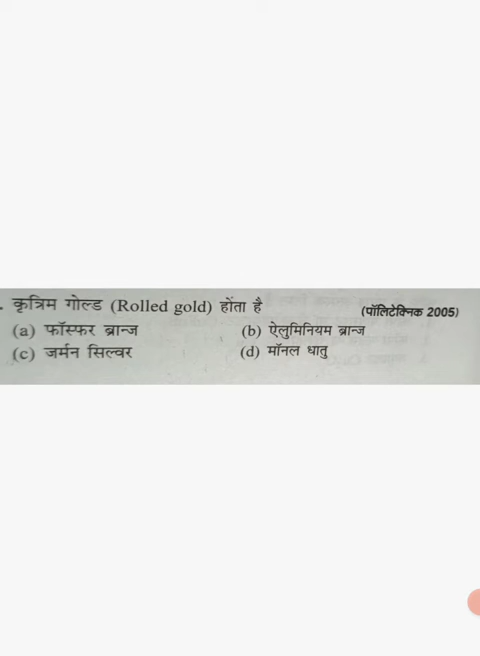 . कृत्रिम गोल्ड (Rolled gold) होंता है (पॉलिटेक्निक 2005)
(a) फॉस्फर ब्रान्ज (b) ऐलुमिनियम ब्रान्ज
(c) जर्मन सिल्वर (d) मॉनल धातु